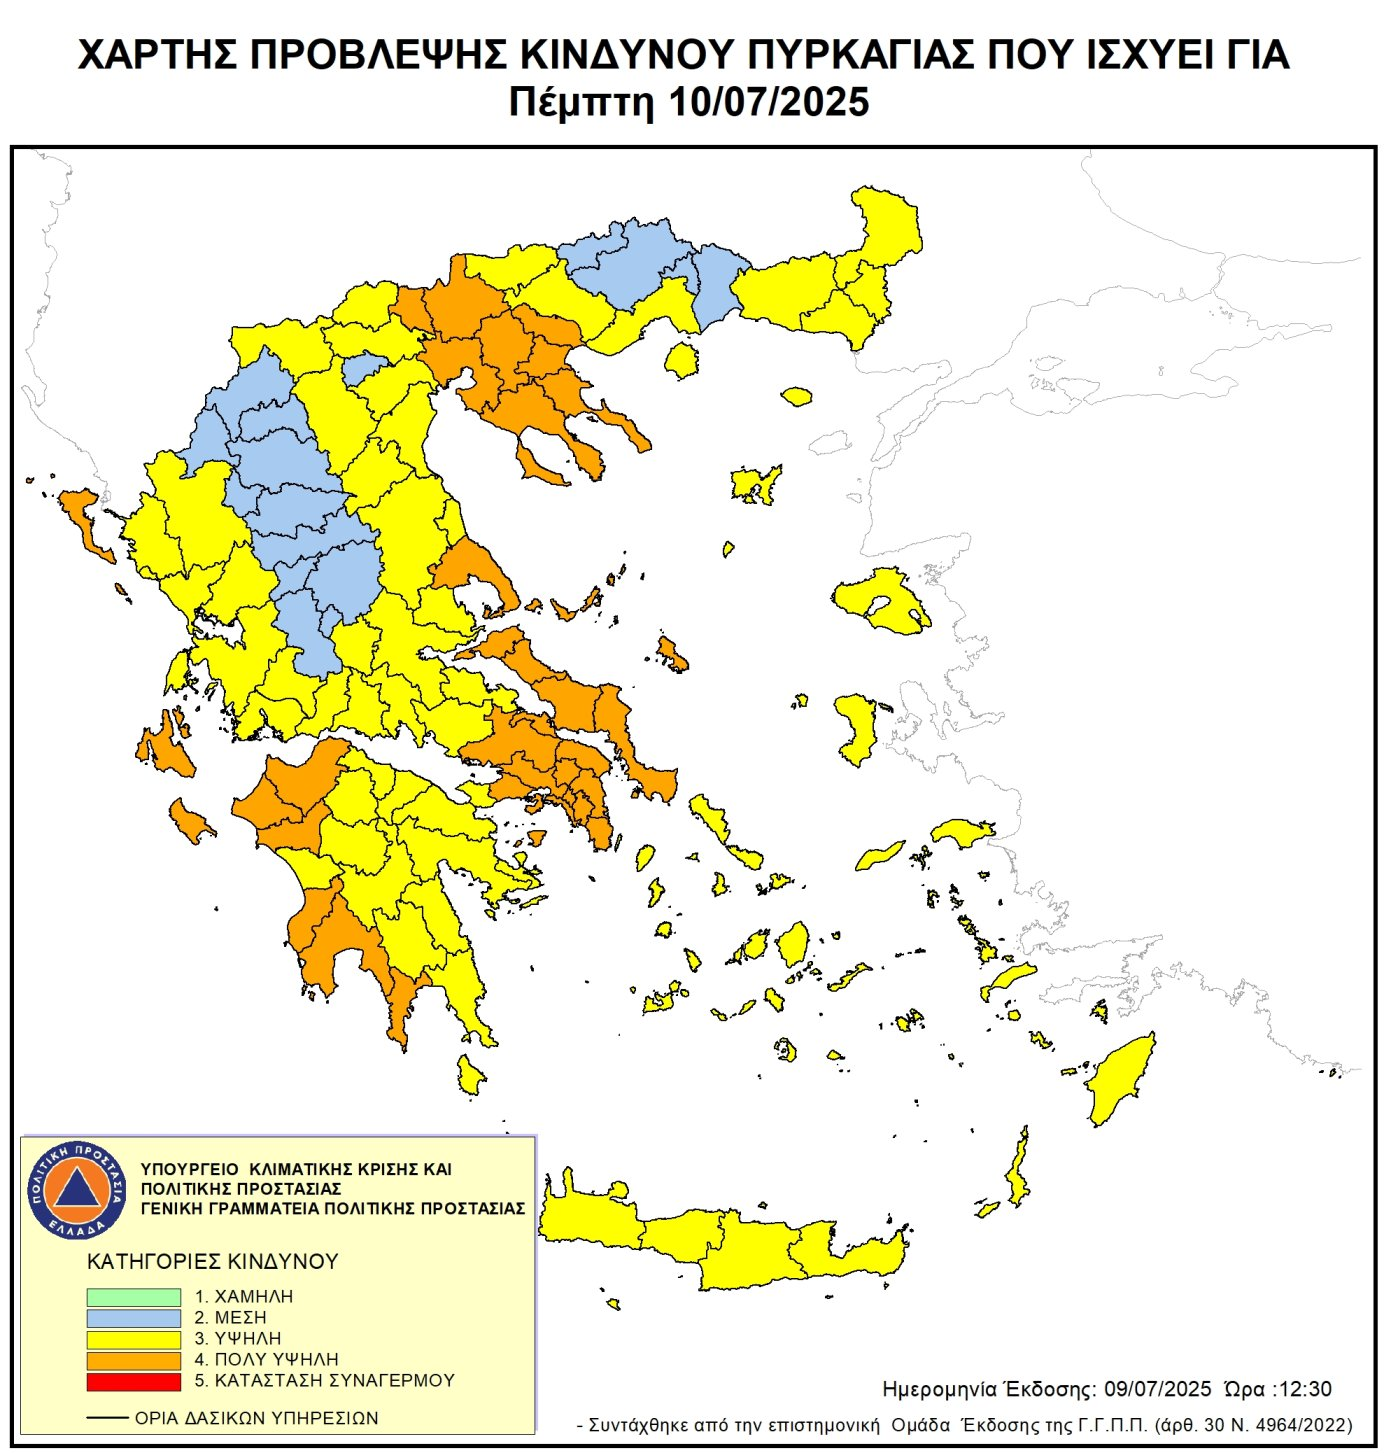 ΧΑΡΤΗΣ ΠΡΟΒΛΕΨΗΣ ΚΙΝΔΥΝΟΥ ΠΥΡΚΑΓΙΑΣ ΠΟΥ ΙΣΧΥΕΙ ΓΙΑ
Πέμπτη 10/07/2025
ΠΟΛΙΤΙΚΗ ΠΡΟΣΤΑΣΙΑ
ΕΛΛΑΔΑ
ΥΠΟΥΡΓΕΙΟ ΚΛΙΜΑΤΙΚΗΣ ΚΡΙΣΗΣ ΚΑΙ
ΠΟΛΙΤΙΚΗΣ ΠΡΟΣΤΑΣΙΑΣ
ΓΕΝΙΚΗ ΓΡΑΜΜΑΤΕΙΑ ΠΟΛΙΤΙΚΗΣ ΠΡΟΣΤΑΣΙΑΣ
ΚΑΤΗΓΟΡΙΕΣ ΚΙΝΔΥΝΟΥ
1. ΧΑΜΗΛΗ
2. ΜΕΣΗ
3. ΥΨΗΛΗ
4. ΠΟΛΥ ΥΨΗΛΗ
5. ΚΑΤΑΣΤΑΣΗ ΣΥΝΑΓΕΡΜΟΥ
ΟΡΙΑ ΔΑΣΙΚΩΝ ΥΠΗΡΕΣΙΩΝ
Ημερομηνία Έκδοσης: 09/07/2025 Ώρα :12:30
- Συντάχθηκε από την επιστημονική Ομάδα Έκδοσης της Γ.Γ.Π.Π. (άρθ. 30 Ν. 4964/2022)